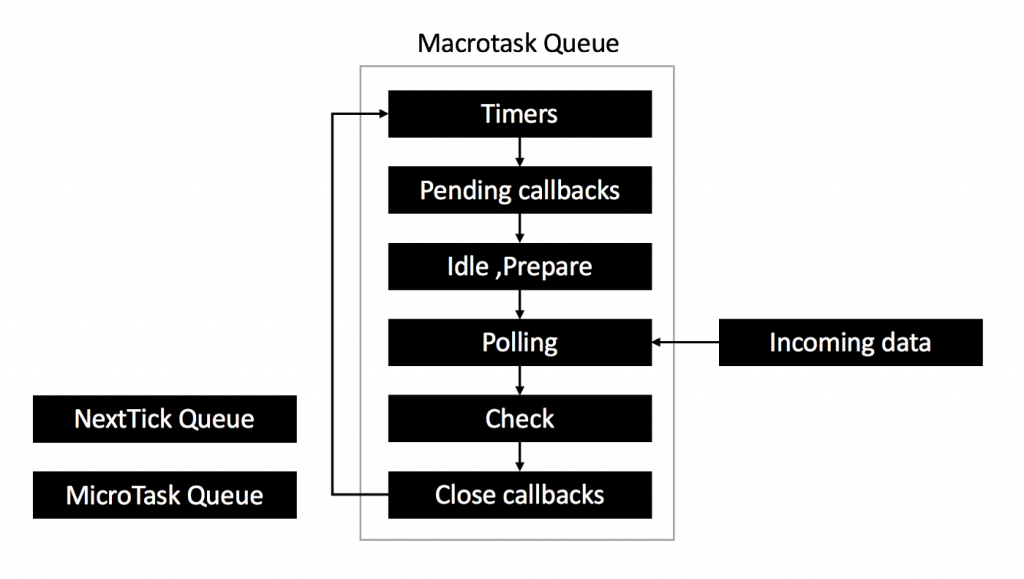 Macrotask Queue
Timers
Pending callbacks
Idle ,Prepare
Polling
Incoming data
Check
NextTick Queue
Close callbacks
MicroTask Queue